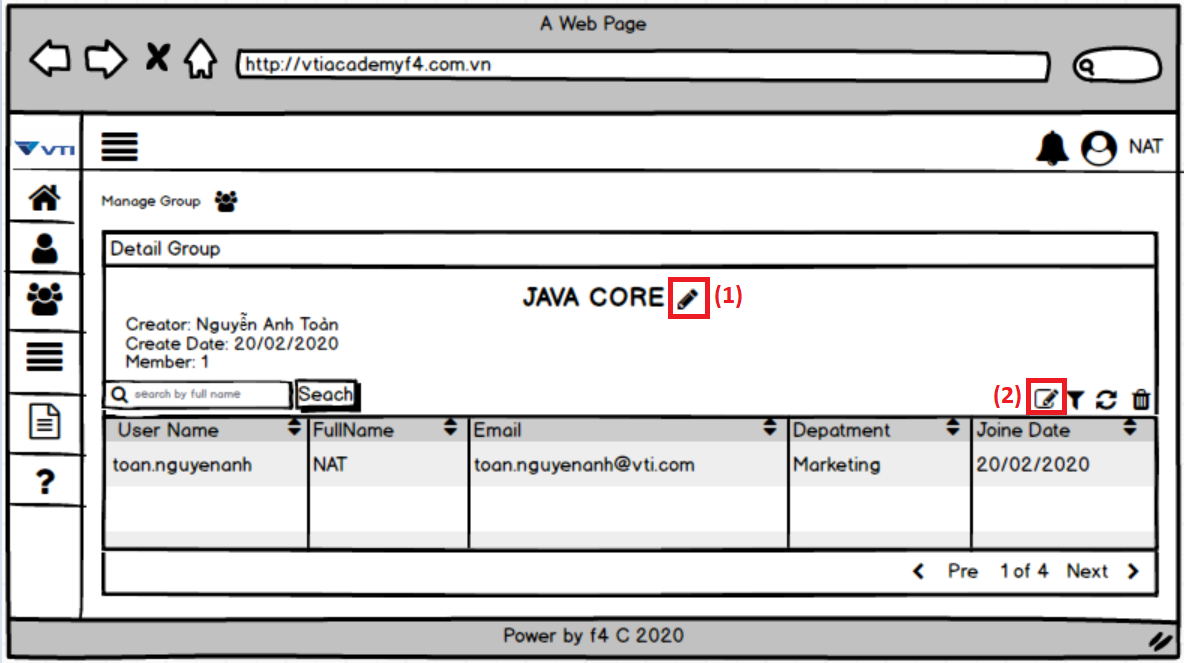 A Web Page
http://vtiacademyf4.com.vn
VTI
NAT
Manage Group
Detail Group
JAVA CORE (1)
Creator: Nguyễn Anh Toàn
Create Date: 20/02/2020
Member: 1
search by full name Seach (2)
User Name FullName Email Depatment Joine Date
toan.nguyenanh NAT toan.nguyenanh@vti.com Marketing 20/02/2020
Pre 1 of 4 Next
?
Power by f4 C 2020